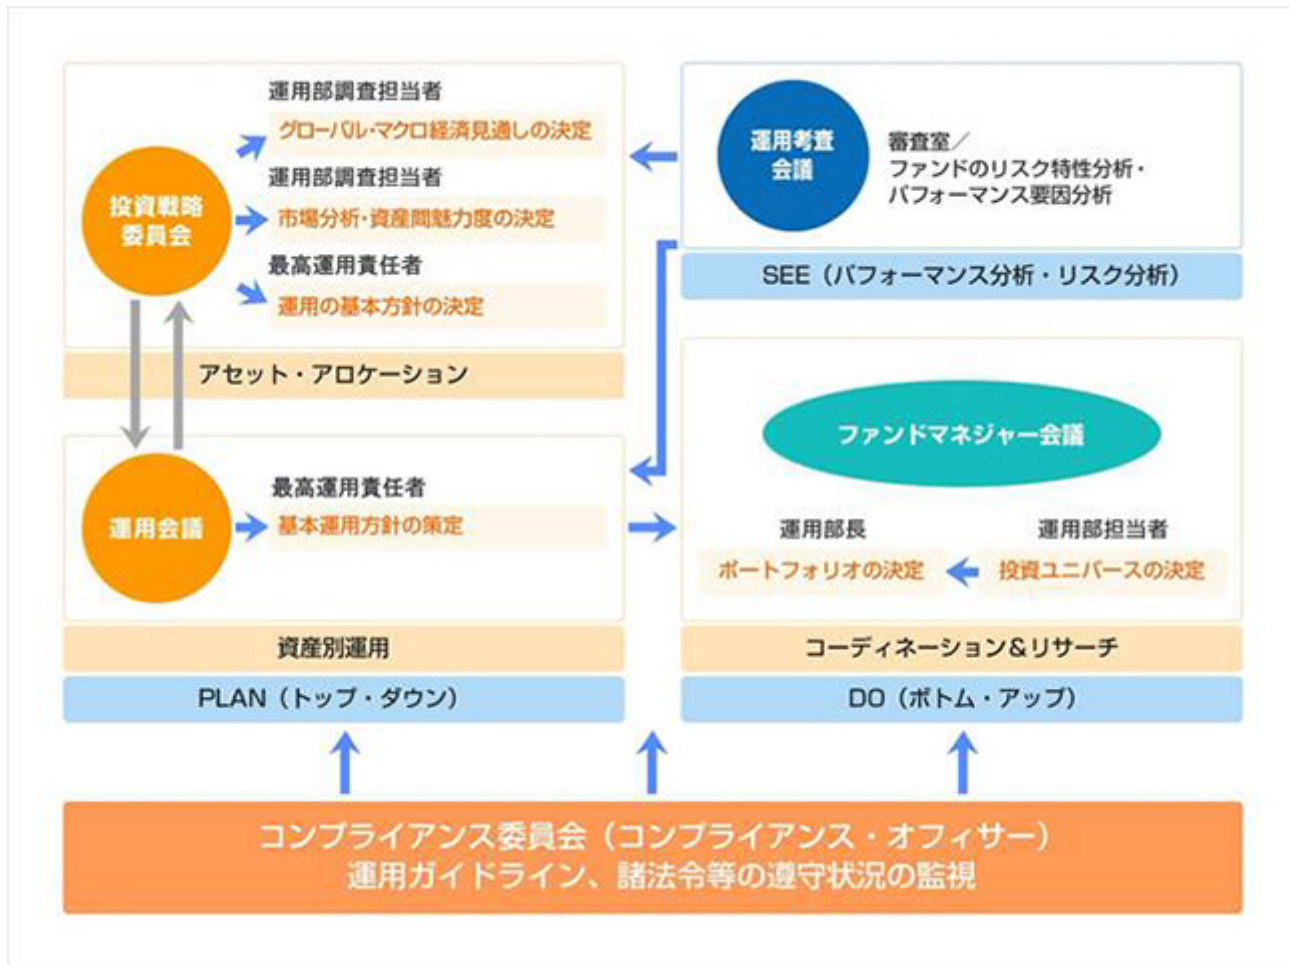 運用部調査担当者
グローバル・マクロ経済見通しの決定
投資戦略
委員会
運用部調査担当者
市場分析・資産間魅力度の決定
最高運用責任者
運用の基本方針の決定
アセット・アロケーション
運用会議
最高運用責任者
基本運用方針の策定
資産別運用
PLAN（トップ・ダウン）
運用考査
会議
審査室／
ファンドのリスク特性分析・
パフォーマンス要因分析
SEE（パフォーマンス分析・リスク分析）
ファンドマネジャー会議
運用部長
ポートフォリオの決定
運用部担当者
投資ユニバースの決定
コーディネーション＆リサーチ
DO（ボトム・アップ）
コンプライアンス委員会（コンプライアンス・オフィサー）
運用ガイドライン、諸法令等の遵守状況の監視